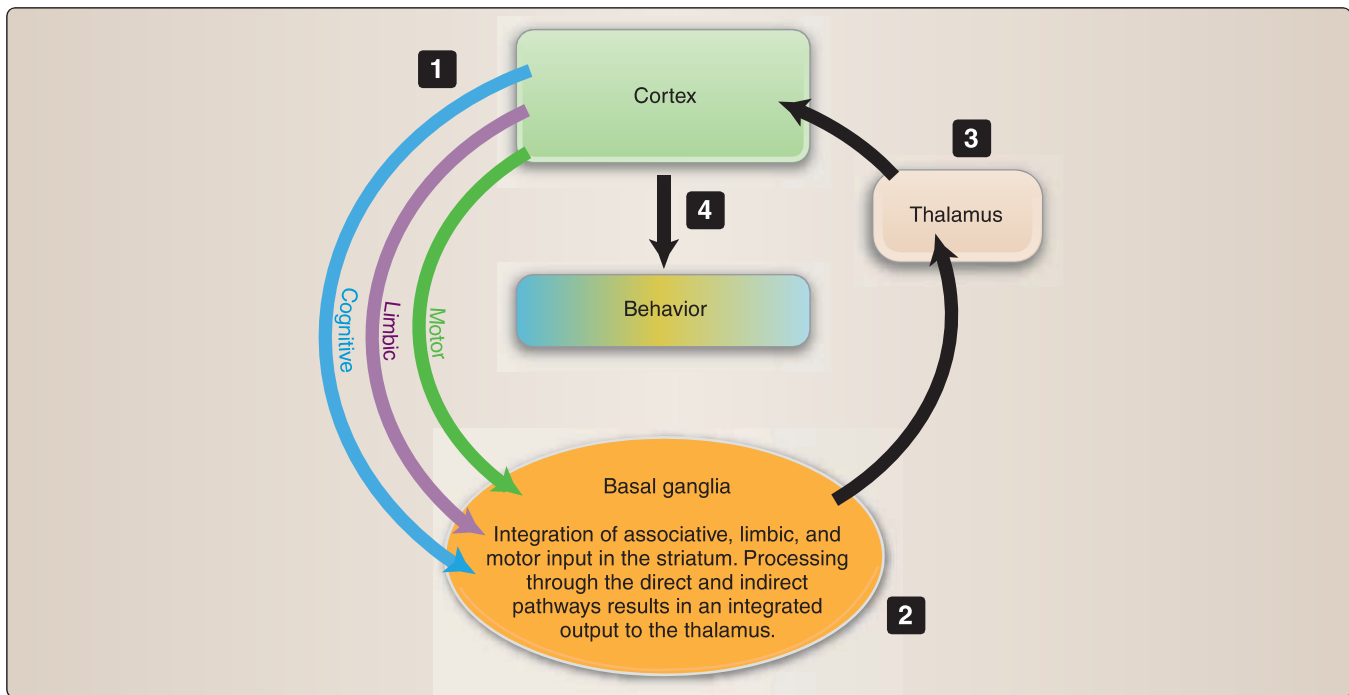 1
Cortex
3
Thalamus
4
Behavior
Cognitive
Limbic
Motor
Basal ganglia
Integration of associative, limbic, and
motor input in the striatum. Processing
through the direct and indirect
pathways results in an integrated
output to the thalamus.
2